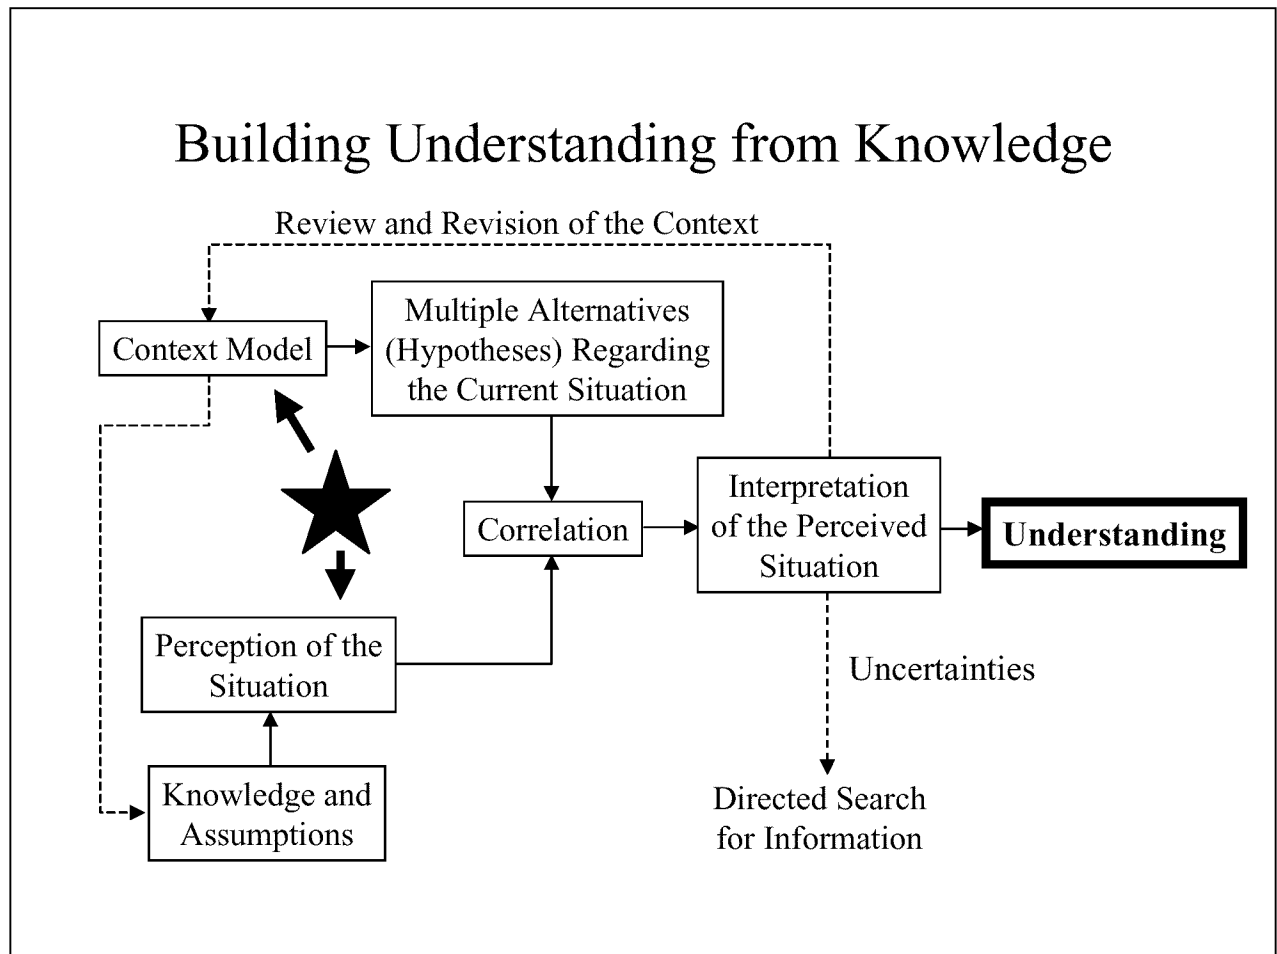 Building Understanding from Knowledge
Review and Revision of the Context
Context Model
Multiple Alternatives
(Hypotheses) Regarding
the Current Situation
Correlation
Interpretation
of the Perceived
Situation
Understanding
Perception of the
Situation
Uncertainties
Knowledge and
Assumptions
Directed Search
for Information